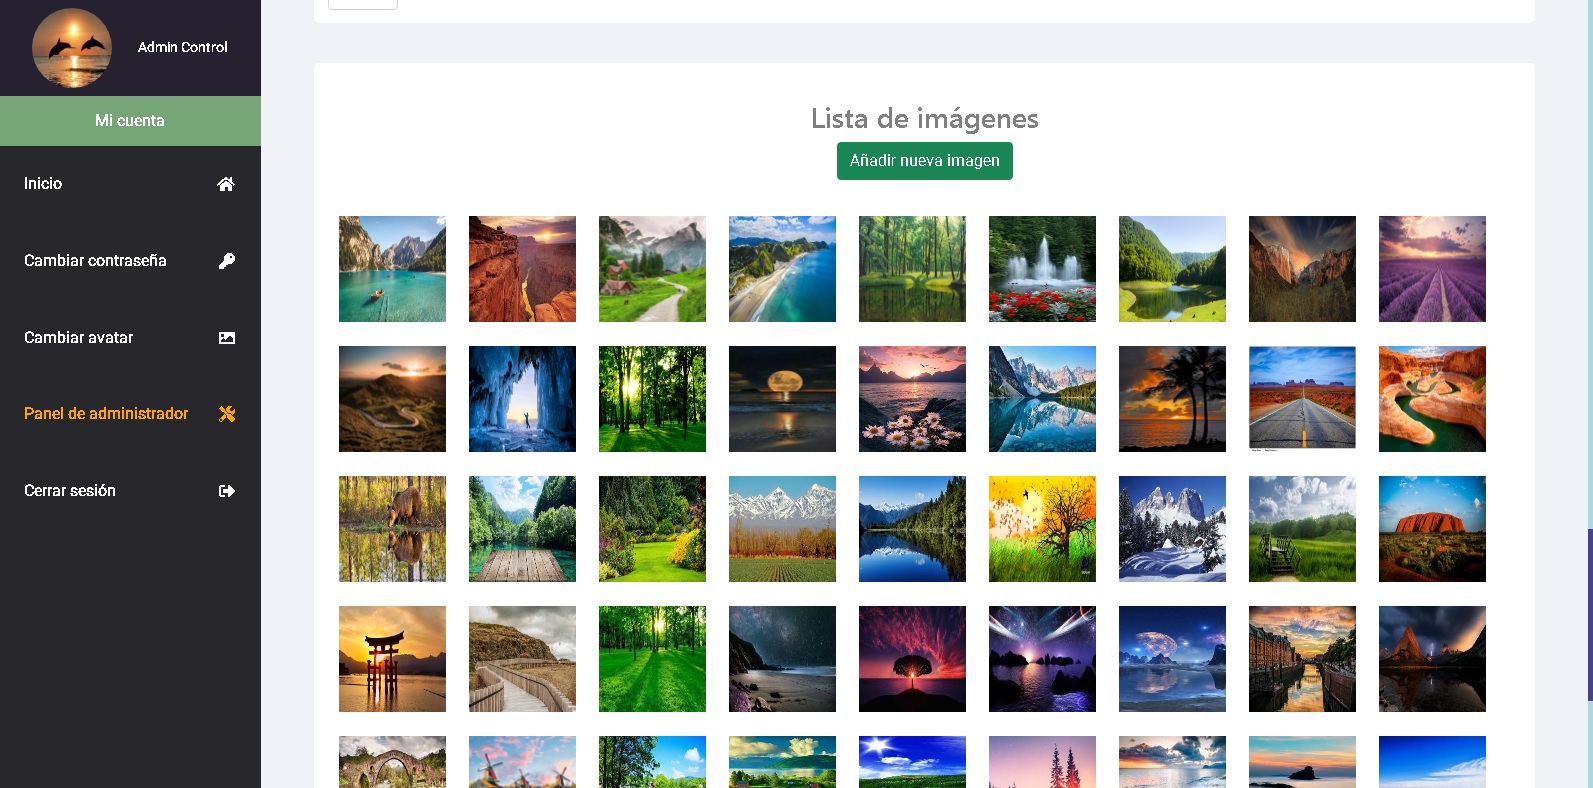 Admin Control
Mi cuenta
Inicio
Cambiar contraseña
Cambiar avatar
Panel de administrador
Cerrar sesión
Lista de imágenes
Añadir nueva imagen